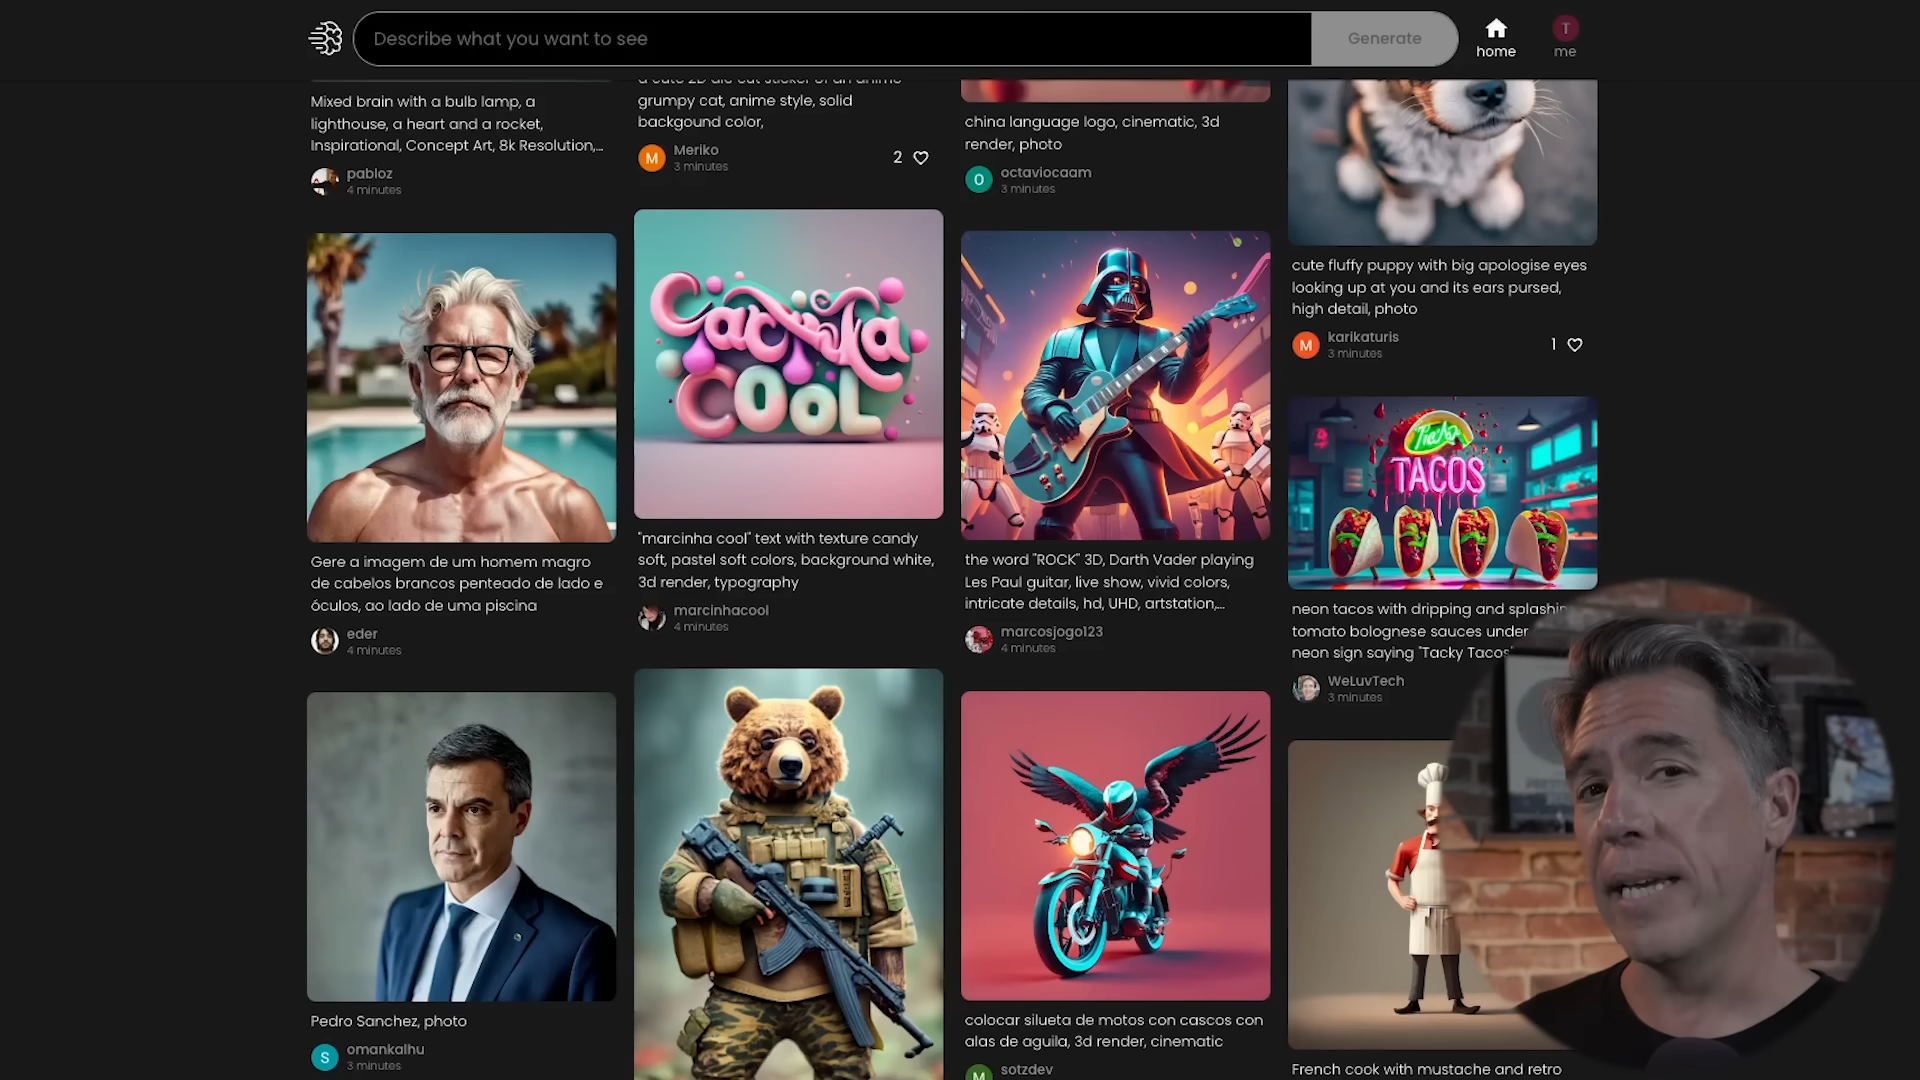 Describe what you want to see
Generate
home
T
me
Mixed brain with a bulb lamp, a
lighthouse, a heart and a rocket,
Inspirational, Concept Art, 8k Resolution,...
pabloz
4 minutes
a cute 2D die cut sticker of an anime
grumpy cat, anime style, solid
backgound color,
M
Meriko
3 minutes
2
china language logo, cinematic, 3d
render, photo
O
octaviocaam
3 minutes
cute fluffy puppy with big apologise eyes
looking up at you and its ears pursed,
high detail, photo
M
karikaturis
3 minutes
1
Gere a imagem de um homem magro
de cabelos brancos penteado de lado e
óculos, ao lado de uma piscina
eder
4 minutes
COOL
"marcinha cool" text with texture candy
soft, pastel soft colors, background white,
3d render, typography
marcinhacool
4 minutes
the word "ROCK" 3D, Darth Vader playing
Les Paul guitar, live show, vivid colors,
intricate details, hd, UHD, artstation,...
marcosjogo123
4 minutes
TACOS
neon tacos with dripping and splashin
tomato bolognese sauces under
neon sign saying "Tacky Tacos"
WeLuvTech
3 minutes
Pedro Sanchez, photo
S
omankalhu
3 minutes
colocar silueta de motos con cascos con
alas de aguila, 3d render, cinematic
M
sotzdev
French cook with mustache and retro